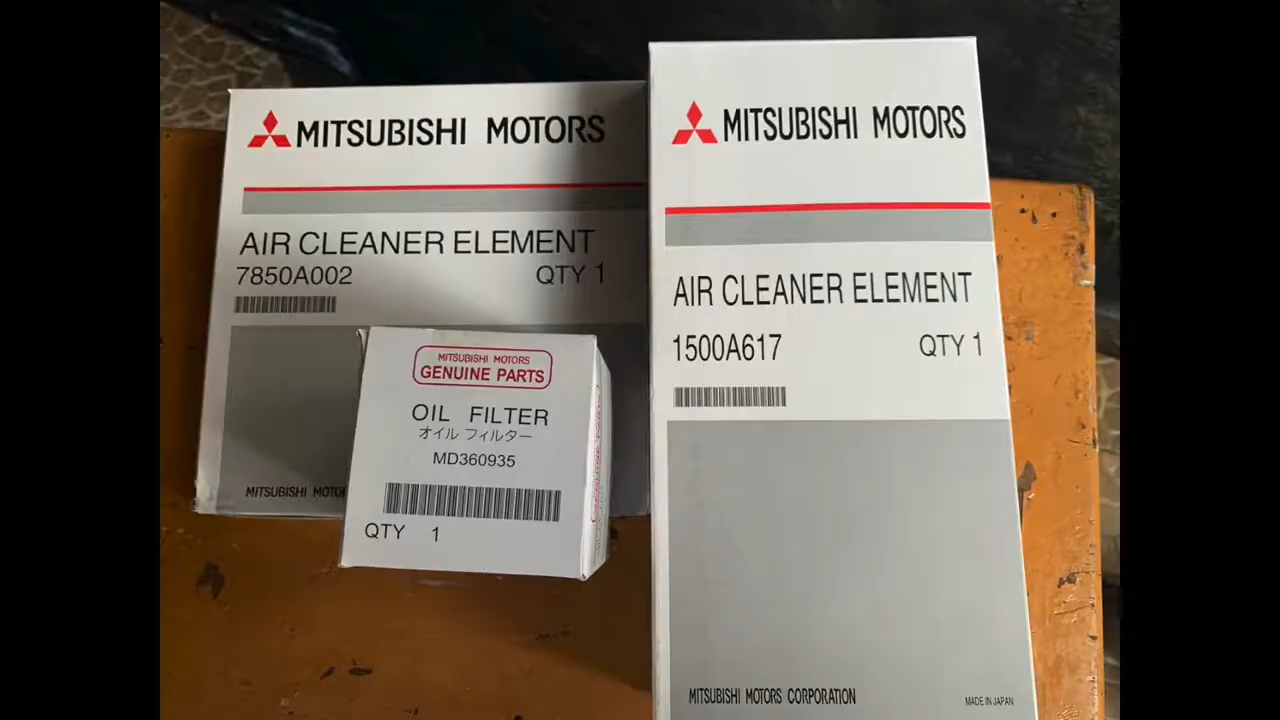 MITSUBISHI MOTORS
AIR CLEANER ELEMENT
7850A002 QTY 1
MITSUBISHI
MITSUBISHI MOTORS
GENUINE PARTS
OIL FILTER
オイル フィルター
MD360935
QTY 1
MITSUBISHI MOTORS
AIR CLEANER ELEMENT
1500A617 QTY 1
MITSUBISHI MOTORS CORPORATION
MADE IN JAPAN